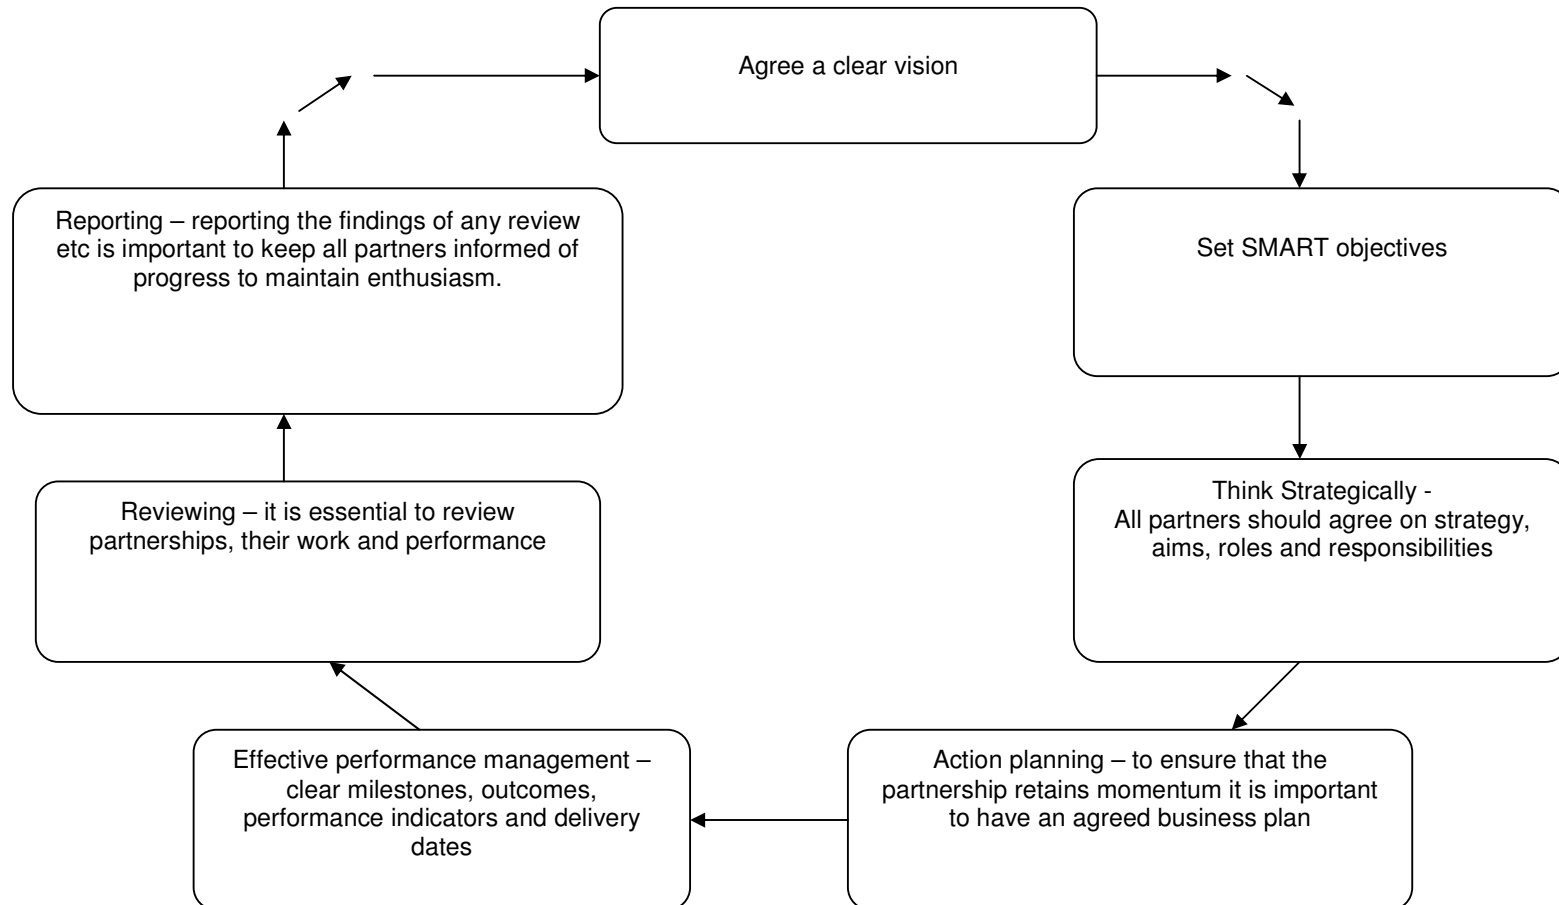 Agree a clear vision
Reporting – reporting the findings of any review
etc is important to keep all partners informed of
progress to maintain enthusiasm.
Set SMART objectives
Reviewing – it is essential to review
partnerships, their work and performance
Think Strategically -
All partners should agree on strategy,
aims, roles and responsibilities
Effective performance management –
clear milestones, outcomes,
performance indicators and delivery
dates
Action planning – to ensure that the
partnership retains momentum it is important
to have an agreed business plan